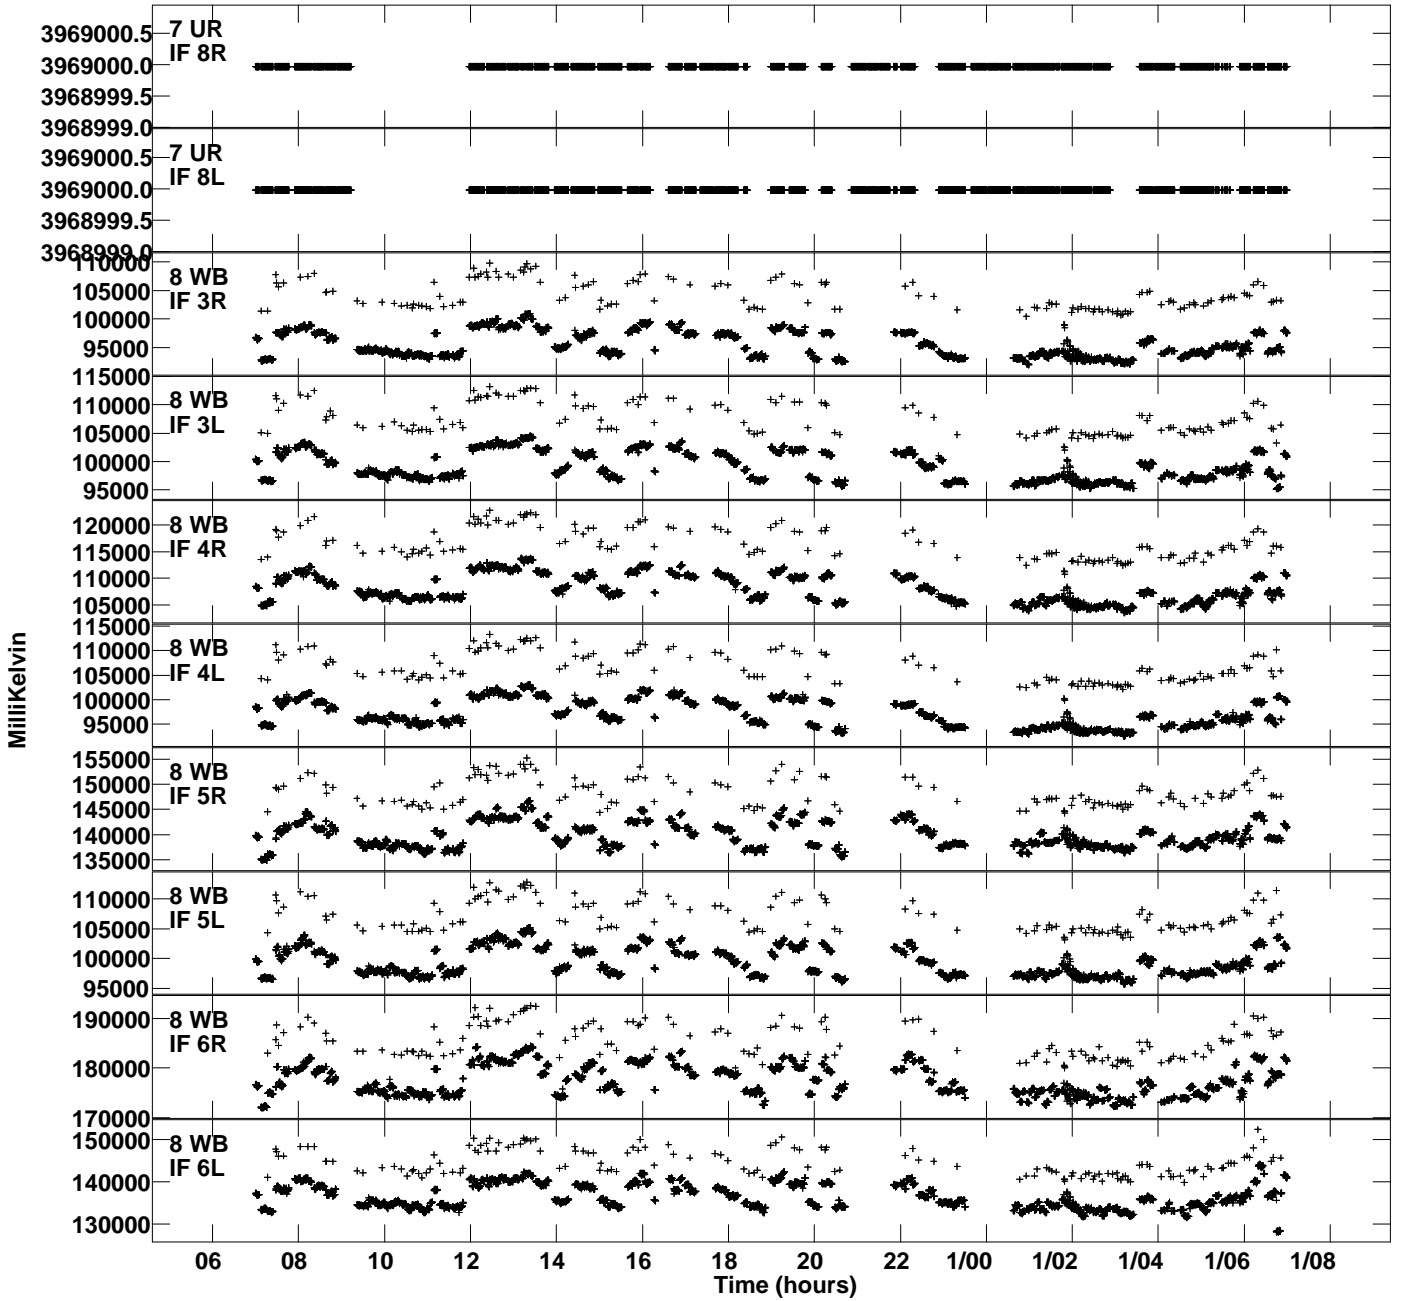 3969000.5
3969000.0
3968999.5
3968999.0
7 UR
IF 8R
3969000.5
3969000.0
3968999.5
3968999.0
7 UR
IF 8L
110000
105000
100000
95000
8 WB
IF 3R
115000
110000
105000
100000
95000
8 WB
IF 3L
120000
115000
110000
105000
8 WB
IF 4R
115000
110000
105000
100000
95000
8 WB
IF 4L
155000
150000
145000
140000
135000
8 WB
IF 5R
110000
105000
100000
95000
8 WB
IF 5L
190000
180000
170000
8 WB
IF 6R
150000
140000
130000
8 WB
IF 6L
MilliKelvin
06 08 10 12 14 16 18 20 22 1/00 1/02 1/04 1/06 1/08
Time (hours)